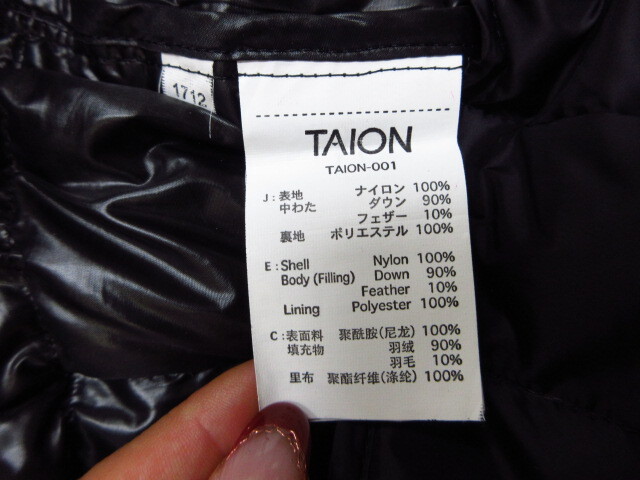 1712
TAION
TAION-001
J : 表地 ナイロン 100%
中わた ダウン 90%
フェザー 10%
裏地 ポリエステル 100%
E : Shell Nylon 100%
Body (Filling) Down 90%
Feather 10%
Lining Polyester 100%
C : 表面料 聚酰胺(尼龙) 100%
填充物 羽绒 90%
羽毛 10%
里布 聚酯纤维(涤纶) 100%